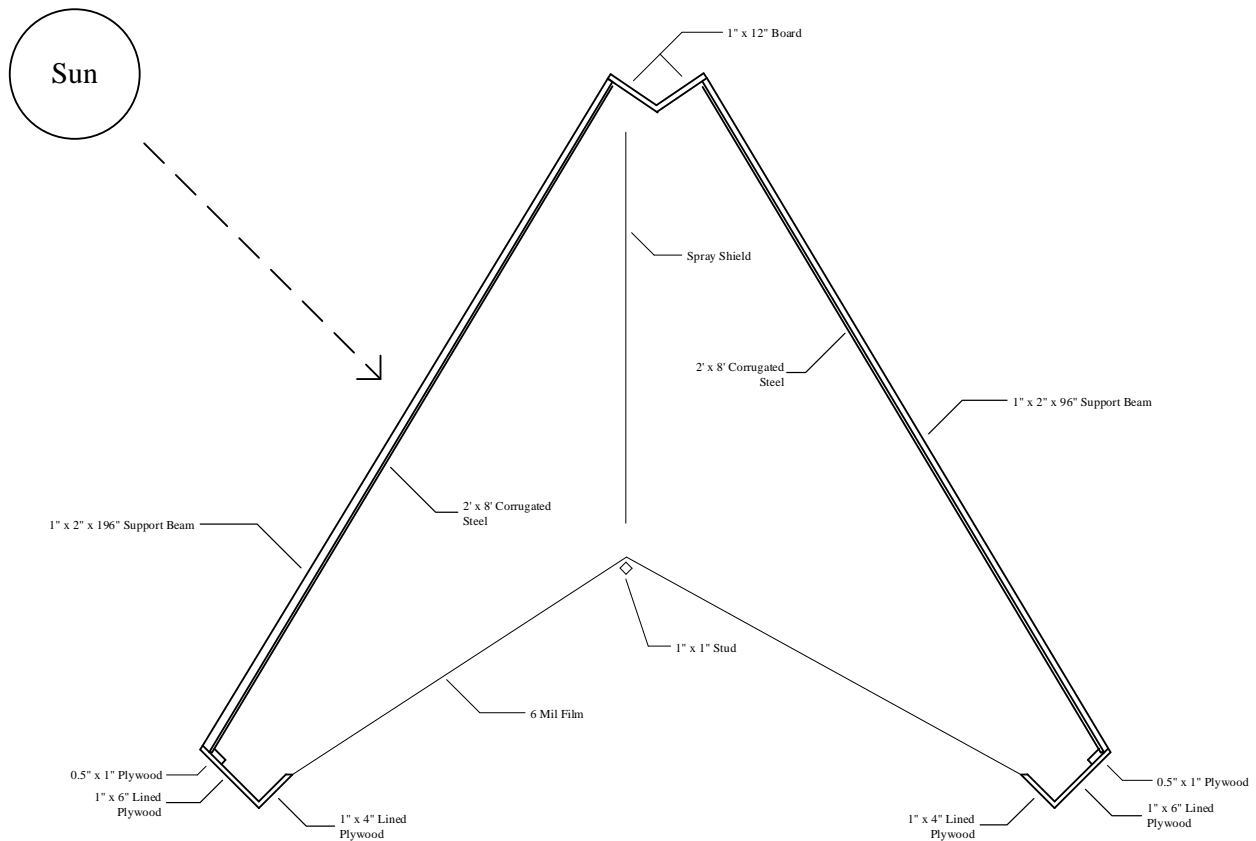 1" x 12" Board
Sun
Spray Shield
2' x 8' Corrugated
Steel
1" x 2" x 96" Support Beam
2' x 8' Corrugated
Steel
1" x 2" x 196" Support Beam
1" x 1" Stud
6 Mil Film
0.5" x 1" Plywood
1" x 6" Lined
Plywood
1" x 4" Lined
Plywood
0.5" x 1" Plywood
1" x 6" Lined
Plywood
1" x 4" Lined
Plywood